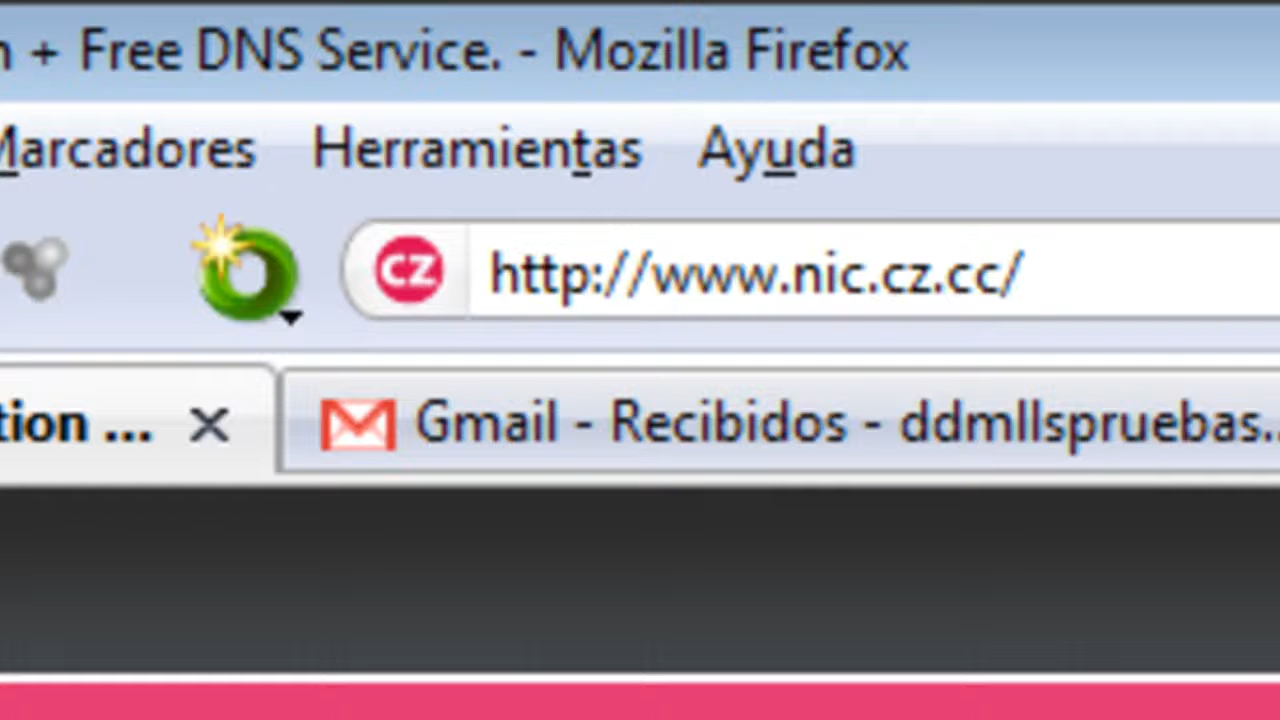 + Free DNS Service. - Mozilla Firefox
Marcadores Herramientas Ayuda
CZ http://www.nic.cz.cc/
tion ... Gmail - Recibidos - ddmllspruebas..